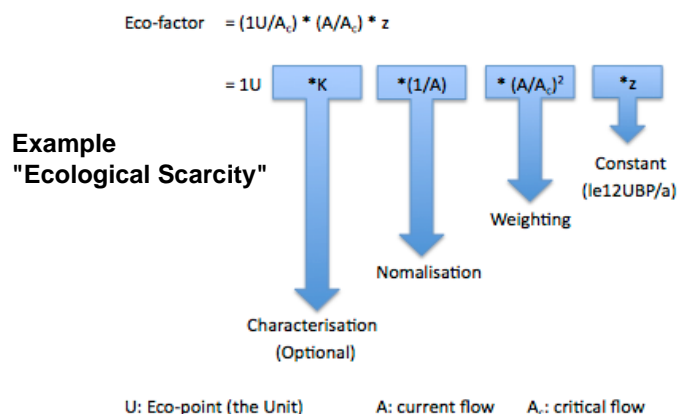 Eco-factor = (1U/Ac) * (A/Ac) * z
= 1U *K *(1/A) * (A/Ac)² *z
Example
"Ecological Scarcity"
Constant
(le12UBP/a)
Weighting
Nomalisation
Characterisation
(Optional)
U: Eco-point (the Unit) A: current flow Ac: critical flow